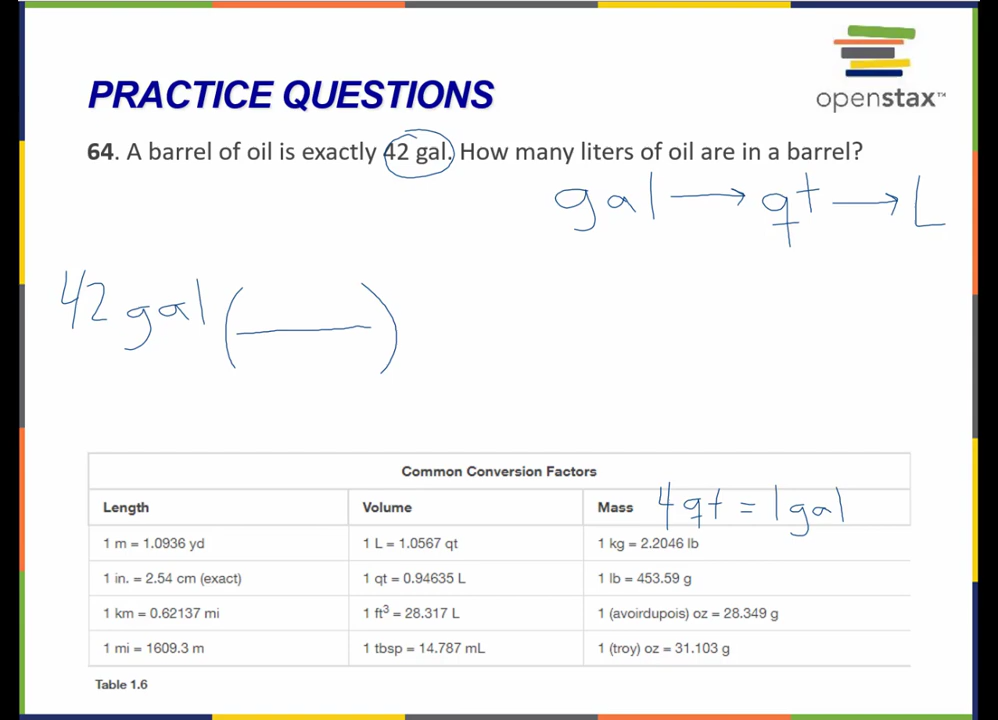 openstax™
PRACTICE QUESTIONS
64. A barrel of oil is exactly 42 gal. How many liters of oil are in a barrel?
gal → qt → L
42 gal ( )
Common Conversion Factors
Length Volume Mass 4 qt = 1 gal
1 m = 1.0936 yd 1 L = 1.0567 qt 1 kg = 2.2046 lb
1 in. = 2.54 cm (exact) 1 qt = 0.94635 L 1 lb = 453.59 g
1 km = 0.62137 mi 1 ft³ = 28.317 L 1 (avoirdupois) oz = 28.349 g
1 mi = 1609.3 m 1 tbsp = 14.787 mL 1 (troy) oz = 31.103 g
Table 1.6